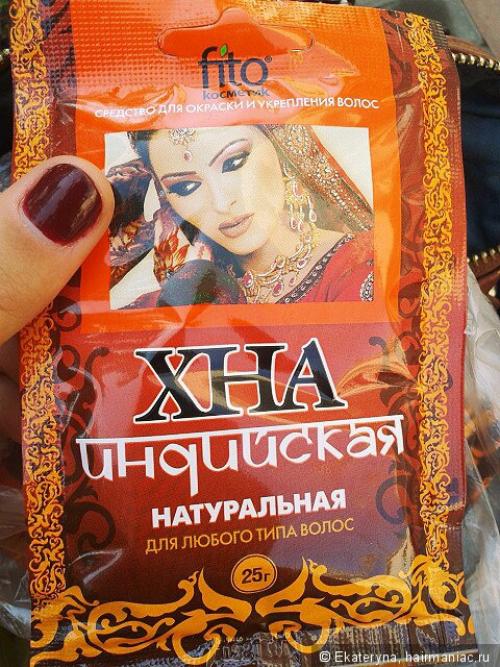 fito®
косметик
СРЕДСТВО ДЛЯ ОКРАСКИ И УКРЕПЛЕНИЯ ВОЛОС
ХНА
индийская
НАТУРАЛЬНАЯ
ДЛЯ ЛЮБОГО ТИПА ВОЛОС
25г
© Ekateryna, hairmaniac.ru